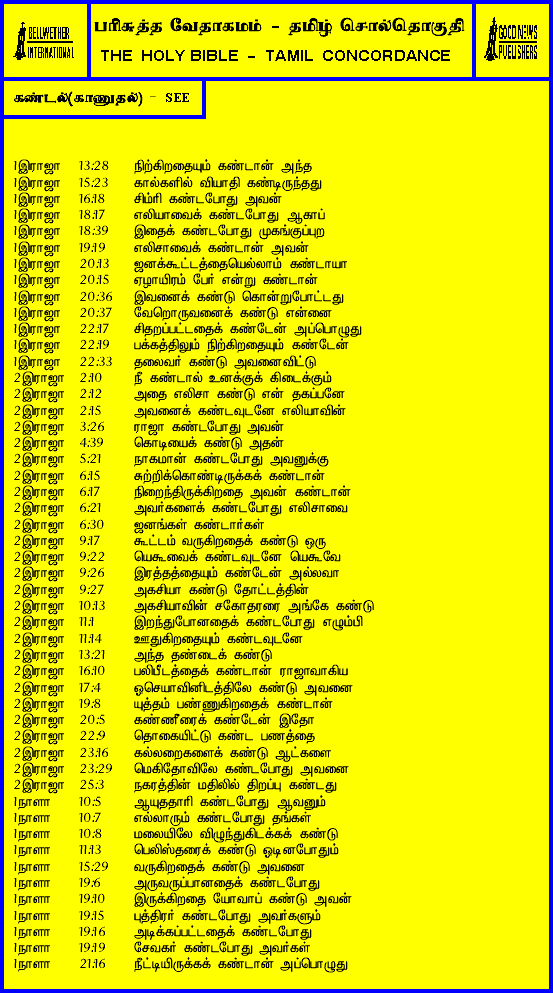 BELLWETHER INTERNATIONAL
பரிசுத்த வேதாகமம் - தமிழ் சொல்தொகுதி
THE HOLY BIBLE - TAMIL CONCORDANCE
GOOD NEWS PUBLISHERS
கண்டல்(காணுதல்) - SEE
1இராஜா 13:28 நிற்கிறதையும் கண்டான் அந்த
1இராஜா 15:23 கால்களில் வியாதி கண்டிருந்தது
1இராஜா 16:18 சிம்ரி கண்டபோது அவன்
1இராஜா 18:17 எலியாவைக் கண்டபோது ஆகாப்
1இராஜா 18:39 இதைக் கண்டபோது முகங்குப்புற
1இராஜா 19:19 எலிசாவைக் கண்டான் அவன்
1இராஜா 20:13 ஜனக்கூட்டத்தையெல்லாம் கண்டாயா
1இராஜா 20:15 ஏழாயிரம் பேர் என்று கண்டான்
1இராஜா 20:36 இவனைக் கண்டு கொன்றுபோட்டது
1இராஜா 20:37 வேறொருவனைக் கண்டு என்னை
1இராஜா 22:17 சிதறப்பட்டதைக் கண்டேன் அப்பொழுது
1இராஜா 22:19 பக்கத்திலும் நிற்கிறதையும் கண்டேன்
1இராஜா 22:33 தலைவர் கண்டு அவனைவிட்டு
2இராஜா 2:10 நீ கண்டால் உனக்குக் கிடைக்கும்
2இராஜா 2:12 அதை எலிசா கண்டு என் தகப்பனே
2இராஜா 2:15 அவனைக் கண்டவுடனே எலியாவின்
2இராஜா 3:26 ராஜா கண்டபோது அவன்
2இராஜா 4:39 கொடியைக் கண்டு அதன்
2இராஜா 5:21 நாகமான் கண்டபோது அவனுக்கு
2இராஜா 6:15 சுற்றிக்கொண்டிருக்கக் கண்டான்
2இராஜா 6:17 நிறைந்திருக்கிறதை அவன் கண்டான்
2இராஜா 6:21 அவர்களைக் கண்டபோது எலிசாவை
2இராஜா 6:30 ஜனங்கள் கண்டார்கள்
2இராஜா 9:17 கூட்டம் வருகிறதைக் கண்டு ஒரு
2இராஜா 9:22 யெகூவைக் கண்டவுடனே யெகூவே
2இராஜா 9:26 இரத்தத்தையும் கண்டேன் அல்லவா
2இராஜா 9:27 அகசியா கண்டு தோட்டத்தின்
2இராஜா 10:13 அகசியாவின் சகோதரரை அங்கே கண்டு
2இராஜா 11:1 இறந்துபோனதைக் கண்டபோது எழும்பி
2இராஜா 11:14 ஊதுகிறதையும் கண்டவுடனே
2இராஜா 13:21 அந்த தண்டைக் கண்டு
2இராஜா 16:10 பலிபீடத்தைக் கண்டான் ராஜாவாகிய
2இராஜா 17:4 ஓசெயாவினிடத்திலே கண்டு அவனை
2இராஜா 19:8 யுத்தம் பண்ணுகிறதைக் கண்டான்
2இராஜா 20:5 கண்ணீரைக் கண்டேன் இதோ
2இராஜா 22:9 தொகையிட்டு கண்ட பணத்தை
2இராஜா 23:16 கல்லறைகளைக் கண்டு ஆட்களை
2இராஜா 23:29 மெகிதோவிலே கண்டபோது அவனை
2இராஜா 25:3 நகரத்தின் மதிலில் திறப்பு கண்டது
1நாளா 10:5 ஆயுததாரி கண்டபோது ஆவனும்
1நாளா 10:7 எல்லாரும் கண்டபோது தங்கள்
1நாளா 10:8 மலையிலே விழுந்துகிடக்கக் கண்டு
1நாளா 11:13 பெலிஸ்தரைக் கண்டு ஓடினபோதும்
1நாளா 15:29 வருகிறதைக் கண்டு அவனை
1நாளா 19:6 அருவருப்பானதைக் கண்டபோது
1நாளா 19:10 இருக்கிறதை யோவாப் கண்டு அவன்
1நாளா 19:15 புத்திரர் கண்டபோது அவர்களும்
1நாளா 19:16 அடிக்கப்பட்டதைக் கண்டபோது
1நாளா 19:19 சேவகர் கண்டபோது அவர்கள்
1நாளா 21:16 நீட்டியிருக்கக் கண்டான் அப்பொழுது